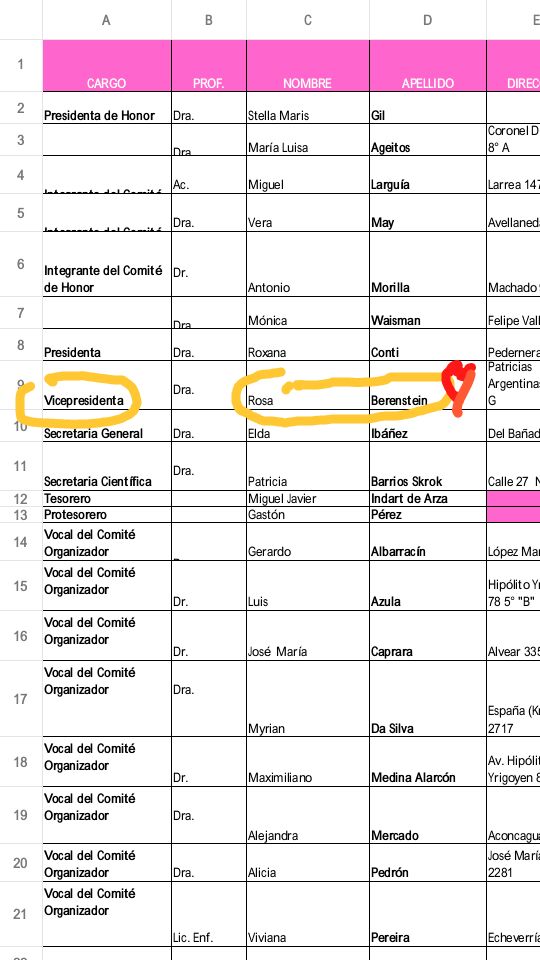 A B C D E
1 CARGO PROF. NOMBRE APELLIDO DIREC
2 Presidenta de Honor Dra. Stella Maris Gil
3 Dra. María Luisa Ageitos Coronel D
8° A
4 Integrante del Comité Ac. Miguel Larguía Larrea 147
5 Integrante del Comité Dra. Vera May Avellaned
6 Integrante del Comité
de Honor Dr. Antonio Morilla Machado
7 Dra. Mónica Waisman Felipe Vall
8 Presidenta Dra. Roxana Conti Pederner
9 Vicepresidenta Dra. Rosa Berenstein Patricias
Argentinas
G
10 Secretaria General Dra. Elda Ibáñez Del Bañad
11 Secretaria Científica Dra. Patricia Barrios Skrok Calle 27 N
12 Tesorero Miguel Javier Indart de Arza
13 Protesorero Gastón Pérez
14 Vocal del Comité
Organizador Gerardo Albarracín López Mar
15 Vocal del Comité
Organizador Dr. Luis Azula Hipólito Yr
78 5° "B"
16 Vocal del Comité
Organizador Dr. José María Caprara Alvear 335
17 Vocal del Comité
Organizador Dra. Myrian Da Silva España (K
2717
18 Vocal del Comité
Organizador Dr. Maximiliano Medina Alarcón Av. Hipólit
Yrigoyen 8
19 Vocal del Comité
Organizador Dra. Alejandra Mercado Aconcagua
20 Vocal del Comité
Organizador Dra. Alicia Pedrón José Marí
2281
21 Vocal del Comité
Organizador Lic. Enf. Viviana Pereira Echeverría